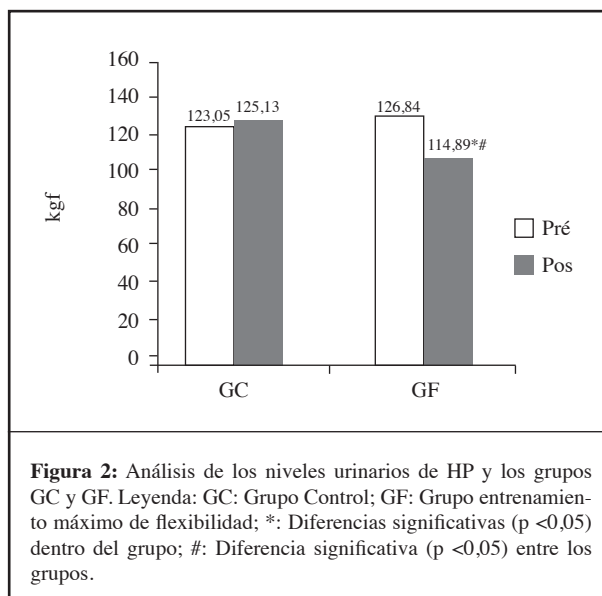 160
140
120
100
80
60
40
20
0
kgf
123,05
125,13
126,84
114,89*#
Pré
Pos
GC
GF
Figura 2: Análisis de los niveles urinarios de HP y los grupos
GC y GF. Leyenda: GC: Grupo Control; GF: Grupo entrenamien-
to máximo de flexibilidad; *: Diferencias significativas (p <0,05)
dentro del grupo; #: Diferencia significativa (p <0,05) entre los
grupos.